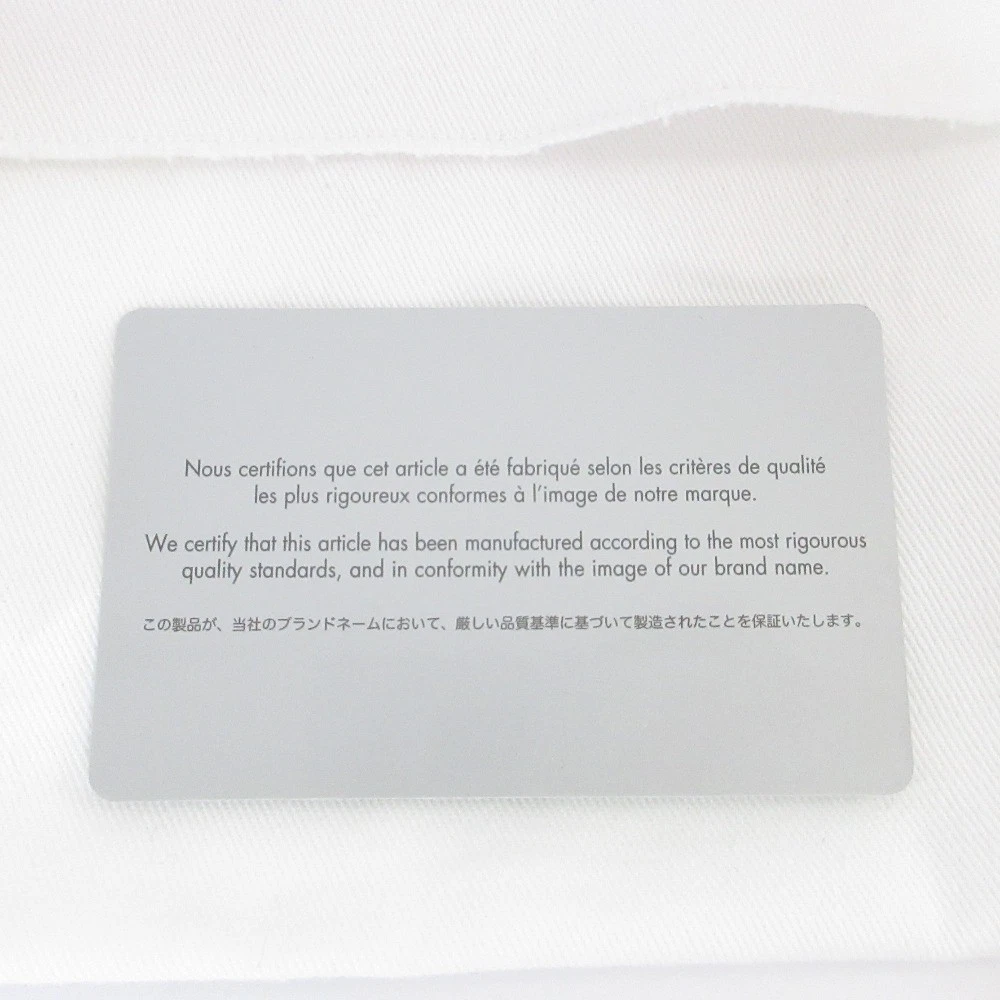 Nous certifions que cet article a été fabriqué selon les critères de qualité
les plus rigoureux conformes à l'image de notre marque.
We certify that this article has been manufactured according to the most rigourous
quality standards, and in conformity with the image of our brand name.
この製品が、当社のブランドネームにおいて、厳しい品質基準に基づいて製造されたことを保証いたします。